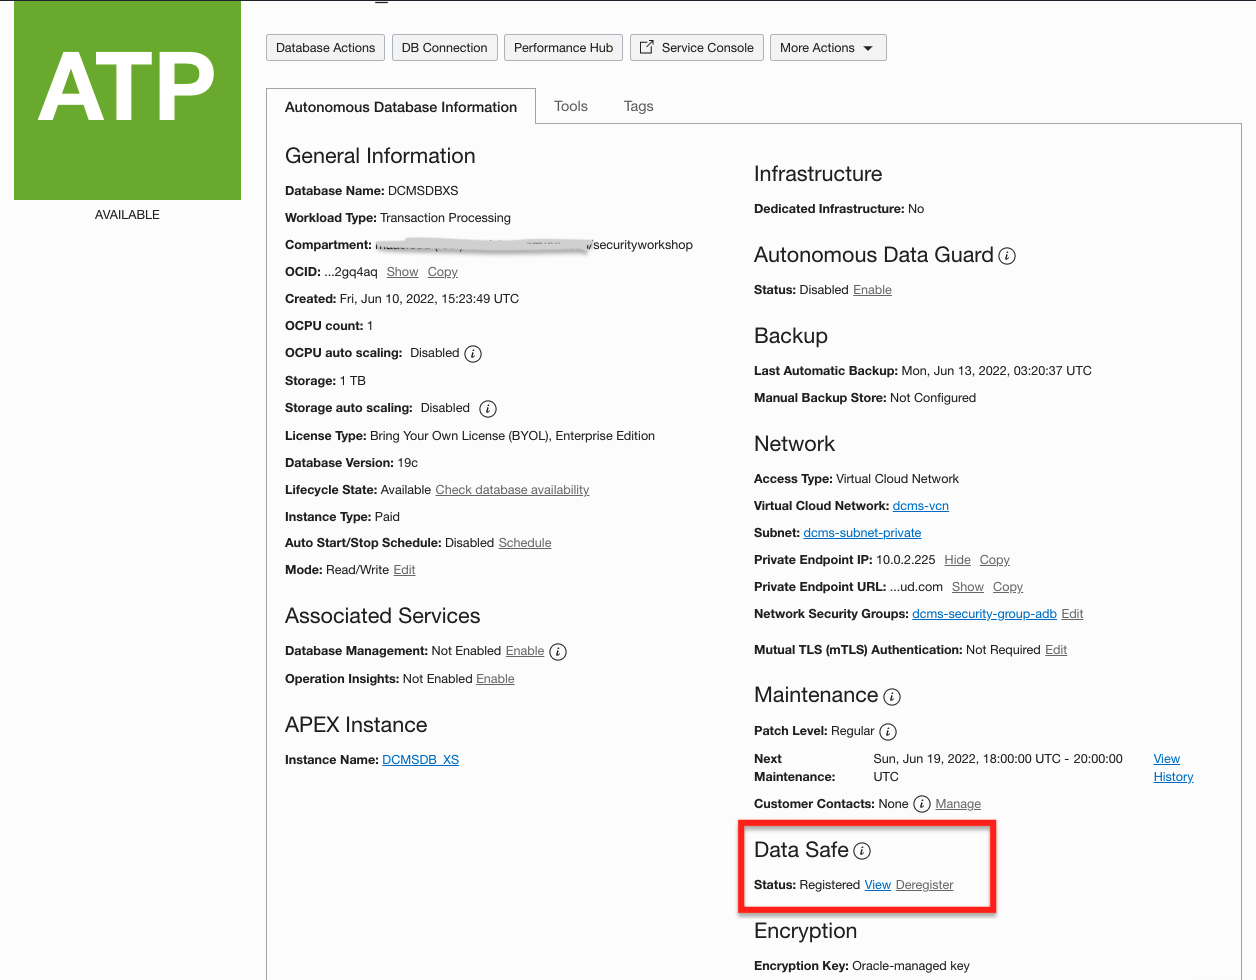 ATP
AVAILABLE
Database Actions
DB Connection
Performance Hub
Service Console
More Actions
Autonomous Database Information
Tools
Tags
General Information
Database Name: DCMSDBXS
Workload Type: Transaction Processing
Compartment: /securityworkshop
OCID: ...2gq4aq Show Copy
Created: Fri, Jun 10, 2022, 15:23:49 UTC
OCPU count: 1
OCPU auto scaling: Disabled
Storage: 1 TB
Storage auto scaling: Disabled
License Type: Bring Your Own License (BYOL), Enterprise Edition
Database Version: 19c
Lifecycle State: Available Check database availability
Instance Type: Paid
Auto Start/Stop Schedule: Disabled Schedule
Mode: Read/Write Edit
Associated Services
Database Management: Not Enabled Enable
Operation Insights: Not Enabled Enable
APEX Instance
Instance Name: DCMSDB_XS
Infrastructure
Dedicated Infrastructure: No
Autonomous Data Guard
Status: Disabled Enable
Backup
Last Automatic Backup: Mon, Jun 13, 2022, 03:20:37 UTC
Manual Backup Store: Not Configured
Network
Access Type: Virtual Cloud Network
Virtual Cloud Network: dcms-vcn
Subnet: dcms-subnet-private
Private Endpoint IP: 10.0.2.225 Hide Copy
Private Endpoint URL: ...ud.com Show Copy
Network Security Groups: dcms-security-group-adb Edit
Mutual TLS (mTLS) Authentication: Not Required Edit
Maintenance
Patch Level: Regular
Next Sun, Jun 19, 2022, 18:00:00 UTC - 20:00:00 View
Maintenance: UTC History
Customer Contacts: None Manage
Data Safe
Status: Registered View Deregister
Encryption
Encryption Key: Oracle-managed key